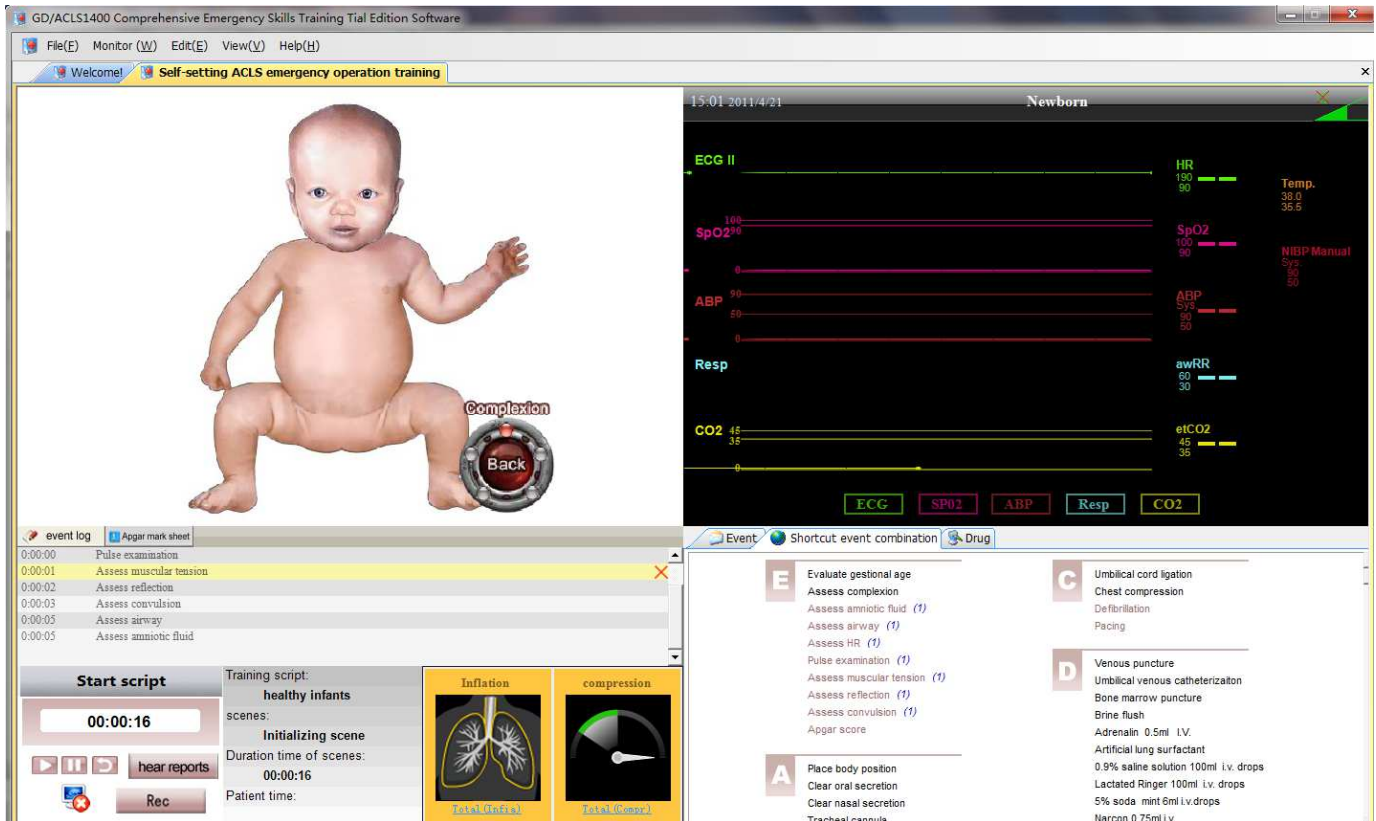 GD/ACLS1400 Comprehensive Emergency Skills Training Tial Edition Software
File(F) Monitor (W) Edit(E) View(V) Help(H)
Welcome! Self-setting ACLS emergency operation training
Complexion
Back
15:01 2011/4/21 Newborn
ECG II
HR
190
90
Temp.
38.0
35.5
100
SpO2 90
0
SpO2
100
90
NIBP Manual
Sys
90
50
ABP 90
50
0
ABP
Sys
90
50
Resp
awRR
60
30
CO2 45
35
0
etCO2
45
35
ECG SPO2 ABP Resp CO2
event log Apgar mark sheet
0:00:00 Pulse examination
0:00:01 Assess muscular tension
0:00:02 Assess reflection
0:00:03 Assess convulsion
0:00:05 Assess airway
0:00:05 Assess amniotic fluid
Start script
00:00:16
hear reports
Rec
Training script:
healthy infants
scenes:
Initializing scene
Duration time of scenes:
00:00:16
Patient time:
Inflation
Total(Infla)
compression
Total(Compr)
Event Shortcut event combination Drug
E
Evaluate gestional age
Assess complexion
Assess amniotic fluid (1)
Assess airway (1)
Assess HR (1)
Pulse examination (1)
Assess muscular tension (1)
Assess reflection (1)
Assess convulsion (1)
Apgar score
A
Place body position
Clear oral secretion
Clear nasal secretion
Tracheal cannula
C
Umbilical cord ligation
Chest compression
Defibrillation
Pacing
D
Venous puncture
Umbilical venous catheterizaiton
Bone marrow puncture
Brine flush
Adrenalin 0.5ml I.V.
Artificial lung surfactant
0.9% saline solution 100ml i.v. drops
Lactated Ringer 100ml i.v. drops
5% soda mint 6ml i.v.drops
Narcon 0.75ml i.v.